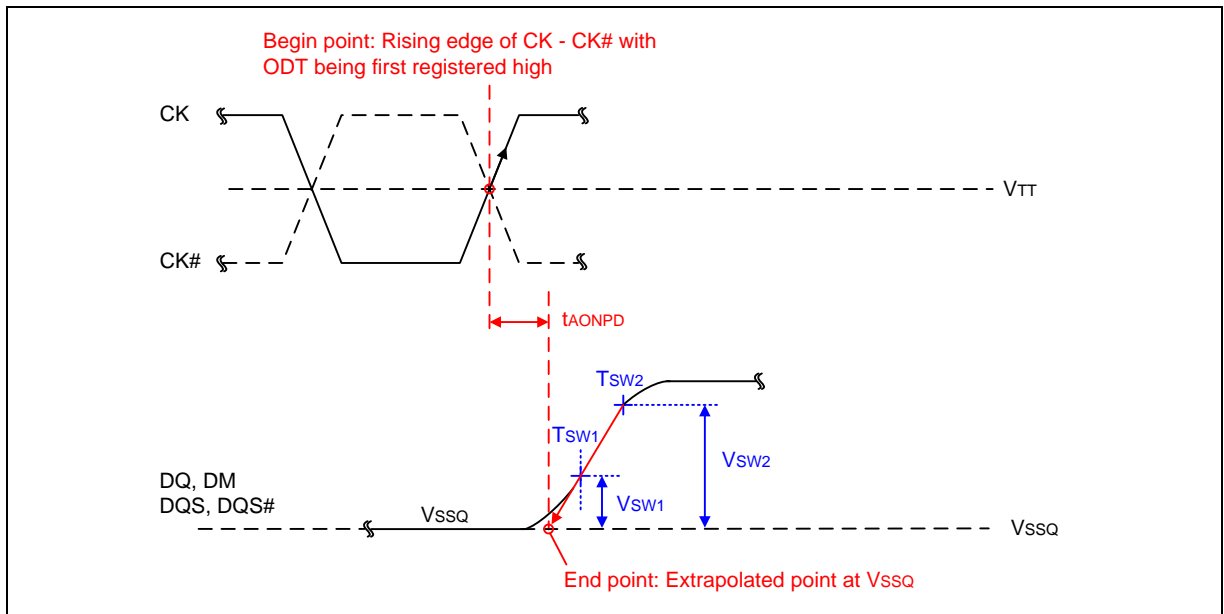 Begin point: Rising edge of CK - CK# with
ODT being first registered high
CK
VTT
CK#
tAONPD
TSW2
TSW1
VSW2
DQ, DM
DQS, DQS#
VSW1
VSSQ
VSSQ
End point: Extrapolated point at VSSQ